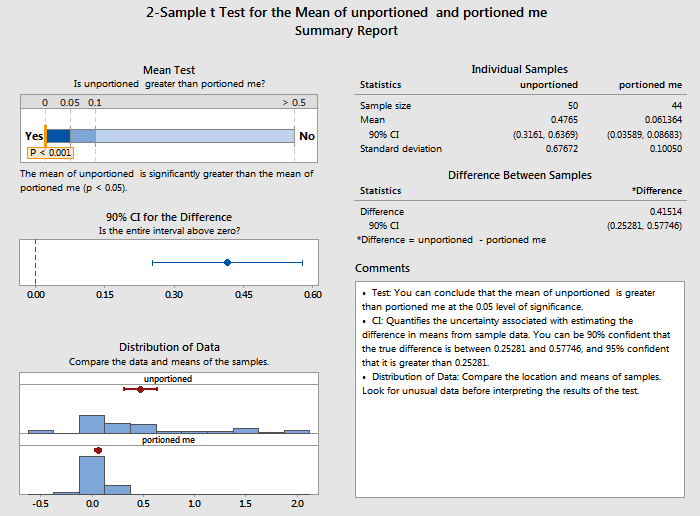 2-Sample t Test for the Mean of unportioned and portioned me
Summary Report
Mean Test
Is unportioned greater than portioned me?
0 0.05 0.1 > 0.5
Yes No
P < 0.001
The mean of unportioned is significantly greater than the mean of
portioned me (p < 0.05).
90% CI for the Difference
Is the entire interval above zero?
0.00 0.15 0.30 0.45 0.60
Distribution of Data
Compare the data and means of the samples.
unportioned
portioned me
-0.5 0.0 0.5 1.0 1.5 2.0
Individual Samples
Statistics unportioned portioned me
Sample size 50 44
Mean 0.4765 0.061364
90% CI (0.3161, 0.6369) (0.03589, 0.08683)
Standard deviation 0.67672 0.10050
Difference Between Samples
Statistics *Difference
Difference 0.41514
90% CI (0.25281, 0.57746)
*Difference = unportioned - portioned me
Comments
• Test: You can conclude that the mean of unportioned is greater
than portioned me at the 0.05 level of significance.
• CI: Quantifies the uncertainty associated with estimating the
difference in means from sample data. You can be 90% confident that
the true difference is between 0.25281 and 0.57746, and 95% confident
that it is greater than 0.25281.
• Distribution of Data: Compare the location and means of samples.
Look for unusual data before interpreting the results of the test.